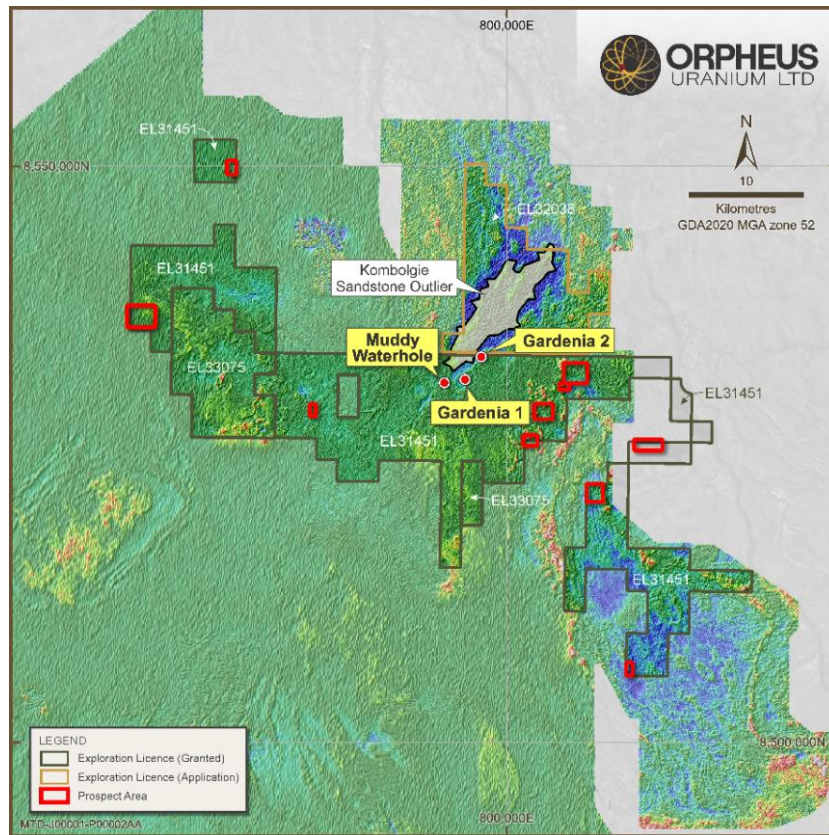 800,000E
ORPHEUS
URANIUM LTD
EL31451
8,550,000N
N
10
Kilometres
GDA2020 MGA zone 52
EL32038
EL31451
Kombolgie
Sandstone Outlier
Muddy
Waterhole
Gardenia 2
EL33075
EL31451
Gardenia 1
EL31451
EL33075
EL31451
LEGEND
Exploration Licence (Granted)
Exploration Licence (Application)
Prospect Area
8,500,000N
800,000E
MTD-J00001-P00002AA